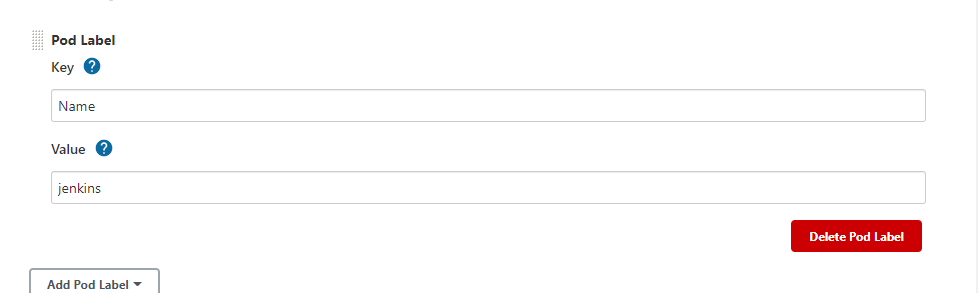 Pod Label
Key ?
Name
Value ?
jenkins
Delete Pod Label
Add Pod Label